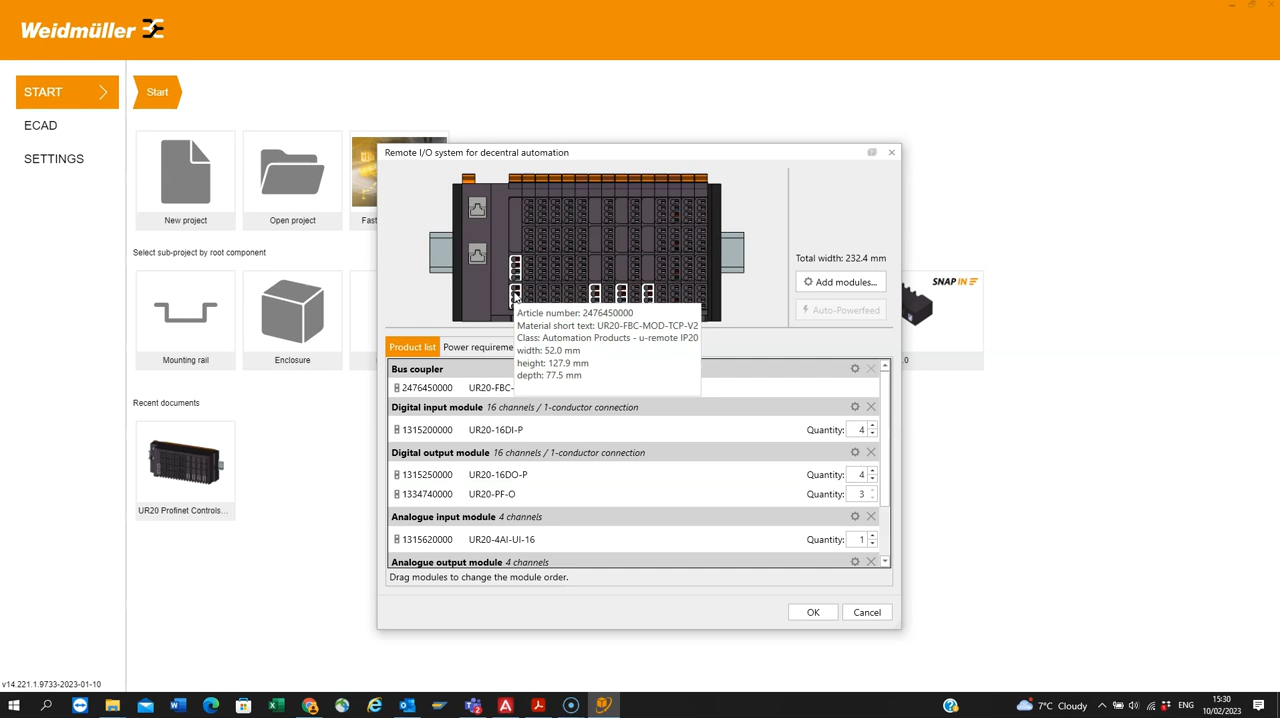 Weidmüller
START
ECAD
SETTINGS
Start
New project
Open project
Fast
Select sub-project by root component
Mounting rail
Enclosure
SNAP IN
.0
Recent documents
UR20 Profinet Controls...
Remote I/O system for decentral automation
Total width: 232.4 mm
Add modules...
Auto-Powerfeed
Product list
Power requireme
Article number: 2476450000
Material short text: UR20-FBC-MOD-TCP-V2
Class: Automation Products - u-remote IP20
width: 52.0 mm
height: 127.9 mm
depth: 77.5 mm
Bus coupler
2476450000 UR20-FBC-
Digital input module 16 channels / 1-conductor connection
1315200000 UR20-16DI-P Quantity: 4
Digital output module 16 channels / 1-conductor connection
1315250000 UR20-16DO-P Quantity: 4
1334740000 UR20-PF-O Quantity: 3
Analogue input module 4 channels
1315620000 UR20-4AI-UI-16 Quantity: 1
Analogue output module 4 channels
Drag modules to change the module order.
OK
Cancel
v14.221.1.9733-2023-01-10
7°C Cloudy
ENG
15:30
10/02/2023